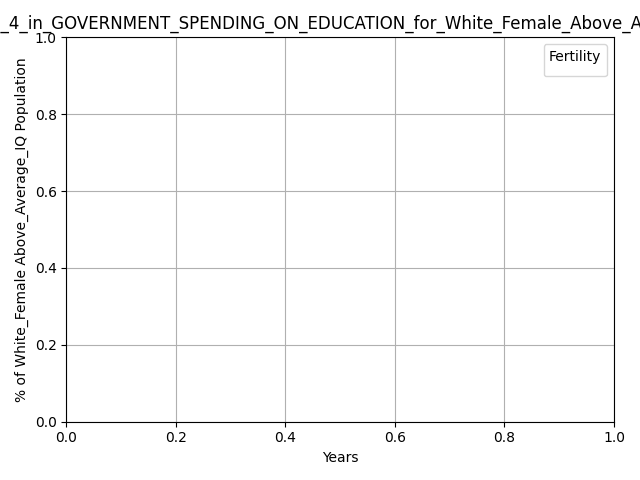 _4_in_GOVERNMENT_SPENDING_ON_EDUCATION_for_White_Female_Above_A
Fertility
% of White_Female Above_Average_IQ Population
1.0
0.8
0.6
0.4
0.2
0.0
0.0 0.2 0.4 0.6 0.8 1.0
Years